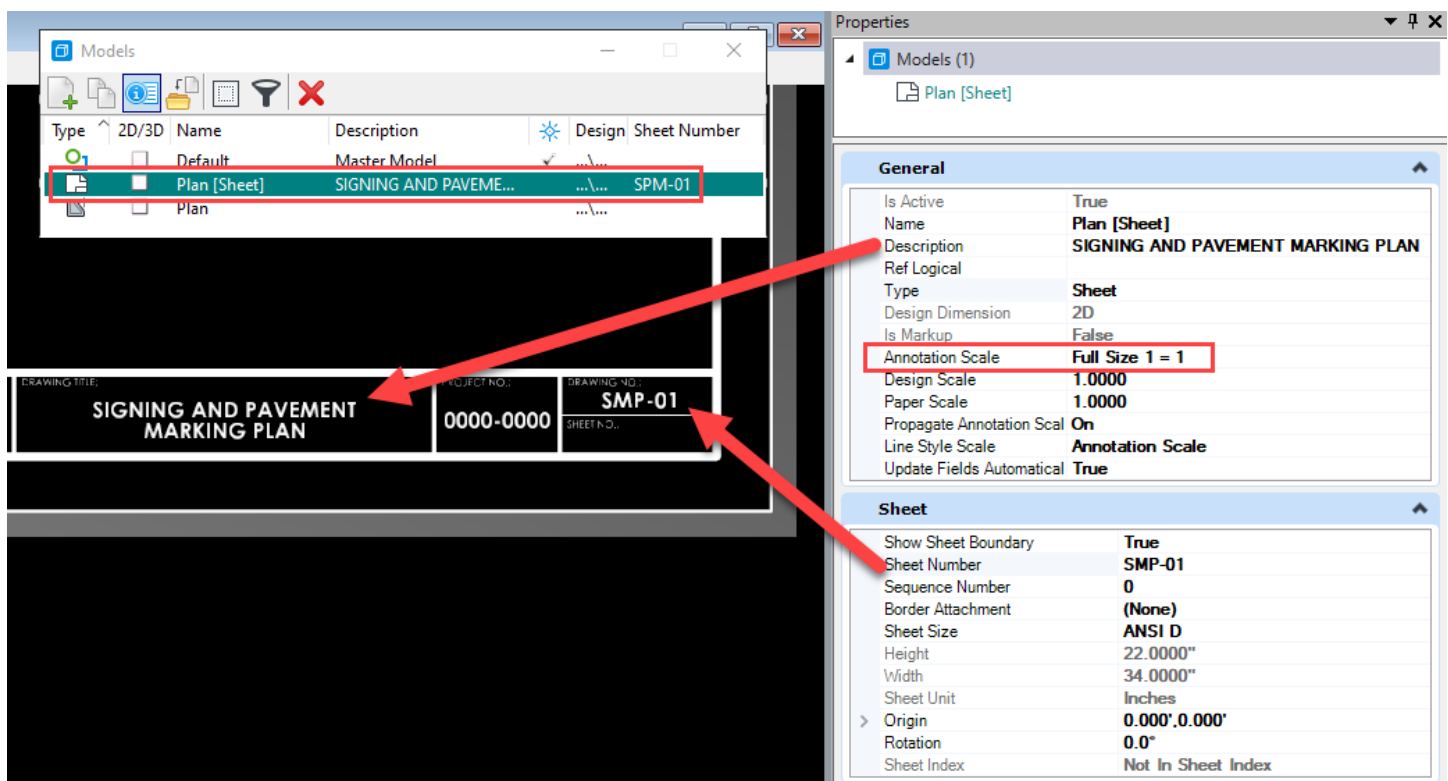 Models
Type 2D/3D Name Description Design Sheet Number
Default Master Model ...\...
Plan [Sheet] SIGNING AND PAVEME... ...\... SPM-01
Plan ...\...
DRAWING TITLE:
SIGNING AND PAVEMENT
MARKING PLAN
PROJECT NO.:
0000-0000
DRAWING NO.:
SMP-01
SHEET NO.:
Properties
Models (1)
Plan [Sheet]
General
Is Active True
Name Plan [Sheet]
Description SIGNING AND PAVEMENT MARKING PLAN
Ref Logical
Type Sheet
Design Dimension 2D
Is Markup False
Annotation Scale Full Size 1 = 1
Design Scale 1.0000
Paper Scale 1.0000
Propagate Annotation Scal On
Line Style Scale Annotation Scale
Update Fields Automatical True
Sheet
Show Sheet Boundary True
Sheet Number SMP-01
Sequence Number 0
Border Attachment (None)
Sheet Size ANSI D
Height 22.0000"
Width 34.0000"
Sheet Unit Inches
Origin 0.000',0.000'
Rotation 0.0°
Sheet Index Not In Sheet Index